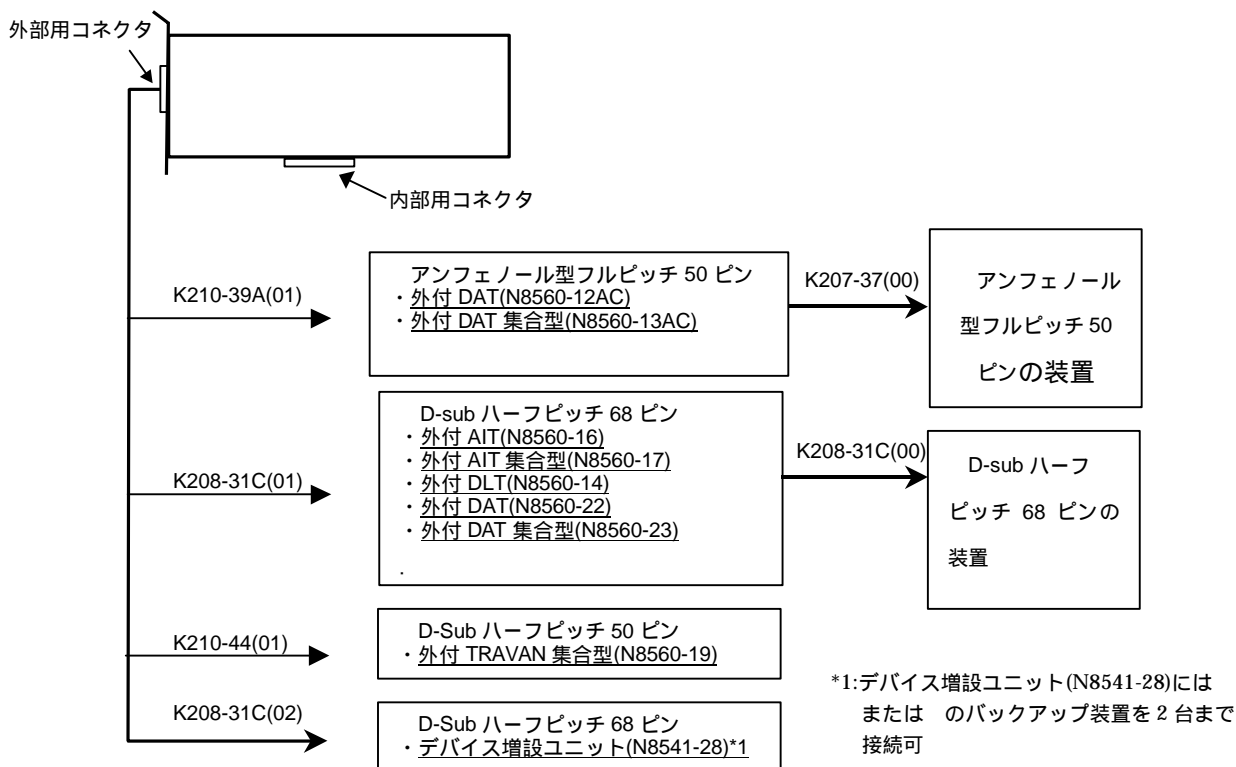 外部用コネクタ
内部用コネクタ
K210-39A(01)
アンフェノール型フルピッチ 50 ピン
・外付 DAT(N8560-12AC)
・外付 DAT 集合型(N8560-13AC)
K207-37(00)
アンフェノール
型フルピッチ 50
ピンの装置
K208-31C(01)
D-sub ハーフピッチ 68 ピン
・外付 AIT(N8560-16)
・外付 AIT 集合型(N8560-17)
・外付 DLT(N8560-14)
・外付 DAT(N8560-22)
・外付 DAT 集合型(N8560-23)
.
K208-31C(00)
D-sub ハーフ
ピッチ 68 ピンの
装置
K210-44(01)
D-Sub ハーフピッチ 50 ピン
・外付 TRAVAN 集合型(N8560-19)
K208-31C(02)
D-Sub ハーフピッチ 68 ピン
・デバイス増設ユニット(N8541-28)*1
*1:デバイス増設ユニット(N8541-28)には
または　のバックアップ装置を 2 台まで
接続可